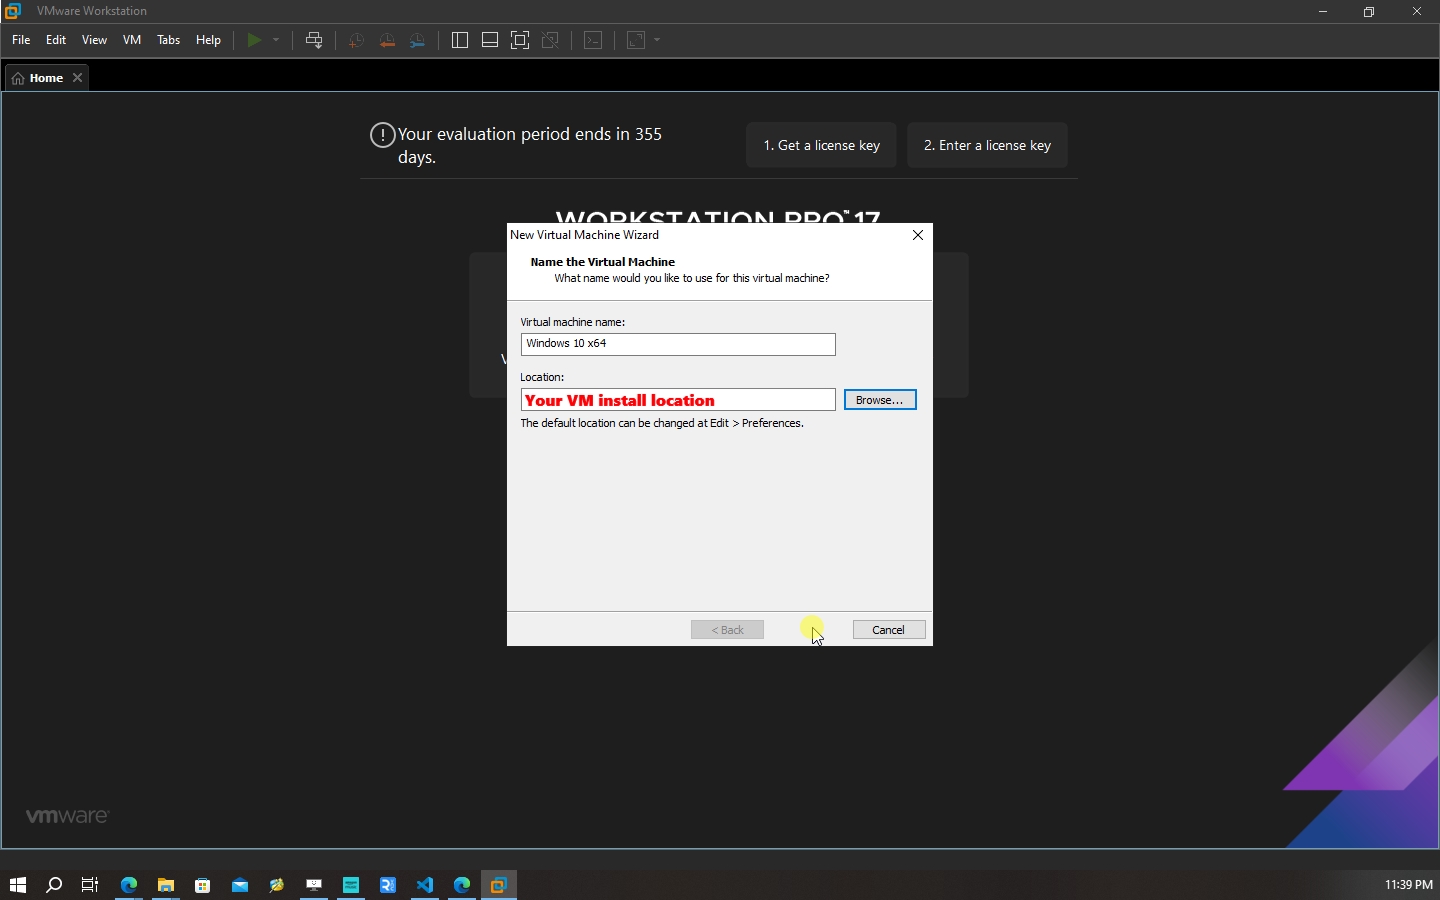 VMware Workstation
File Edit View VM Tabs Help
Home
! Your evaluation period ends in 355
days.
1. Get a license key
2. Enter a license key
WORKSTATION PRO™ 17
New Virtual Machine Wizard
Name the Virtual Machine
What name would you like to use for this virtual machine?
Virtual machine name:
Windows 10 x64
Location:
Your VM install location
Browse...
The default location can be changed at Edit > Preferences.
< Back
Cancel
vmware
11:39 PM